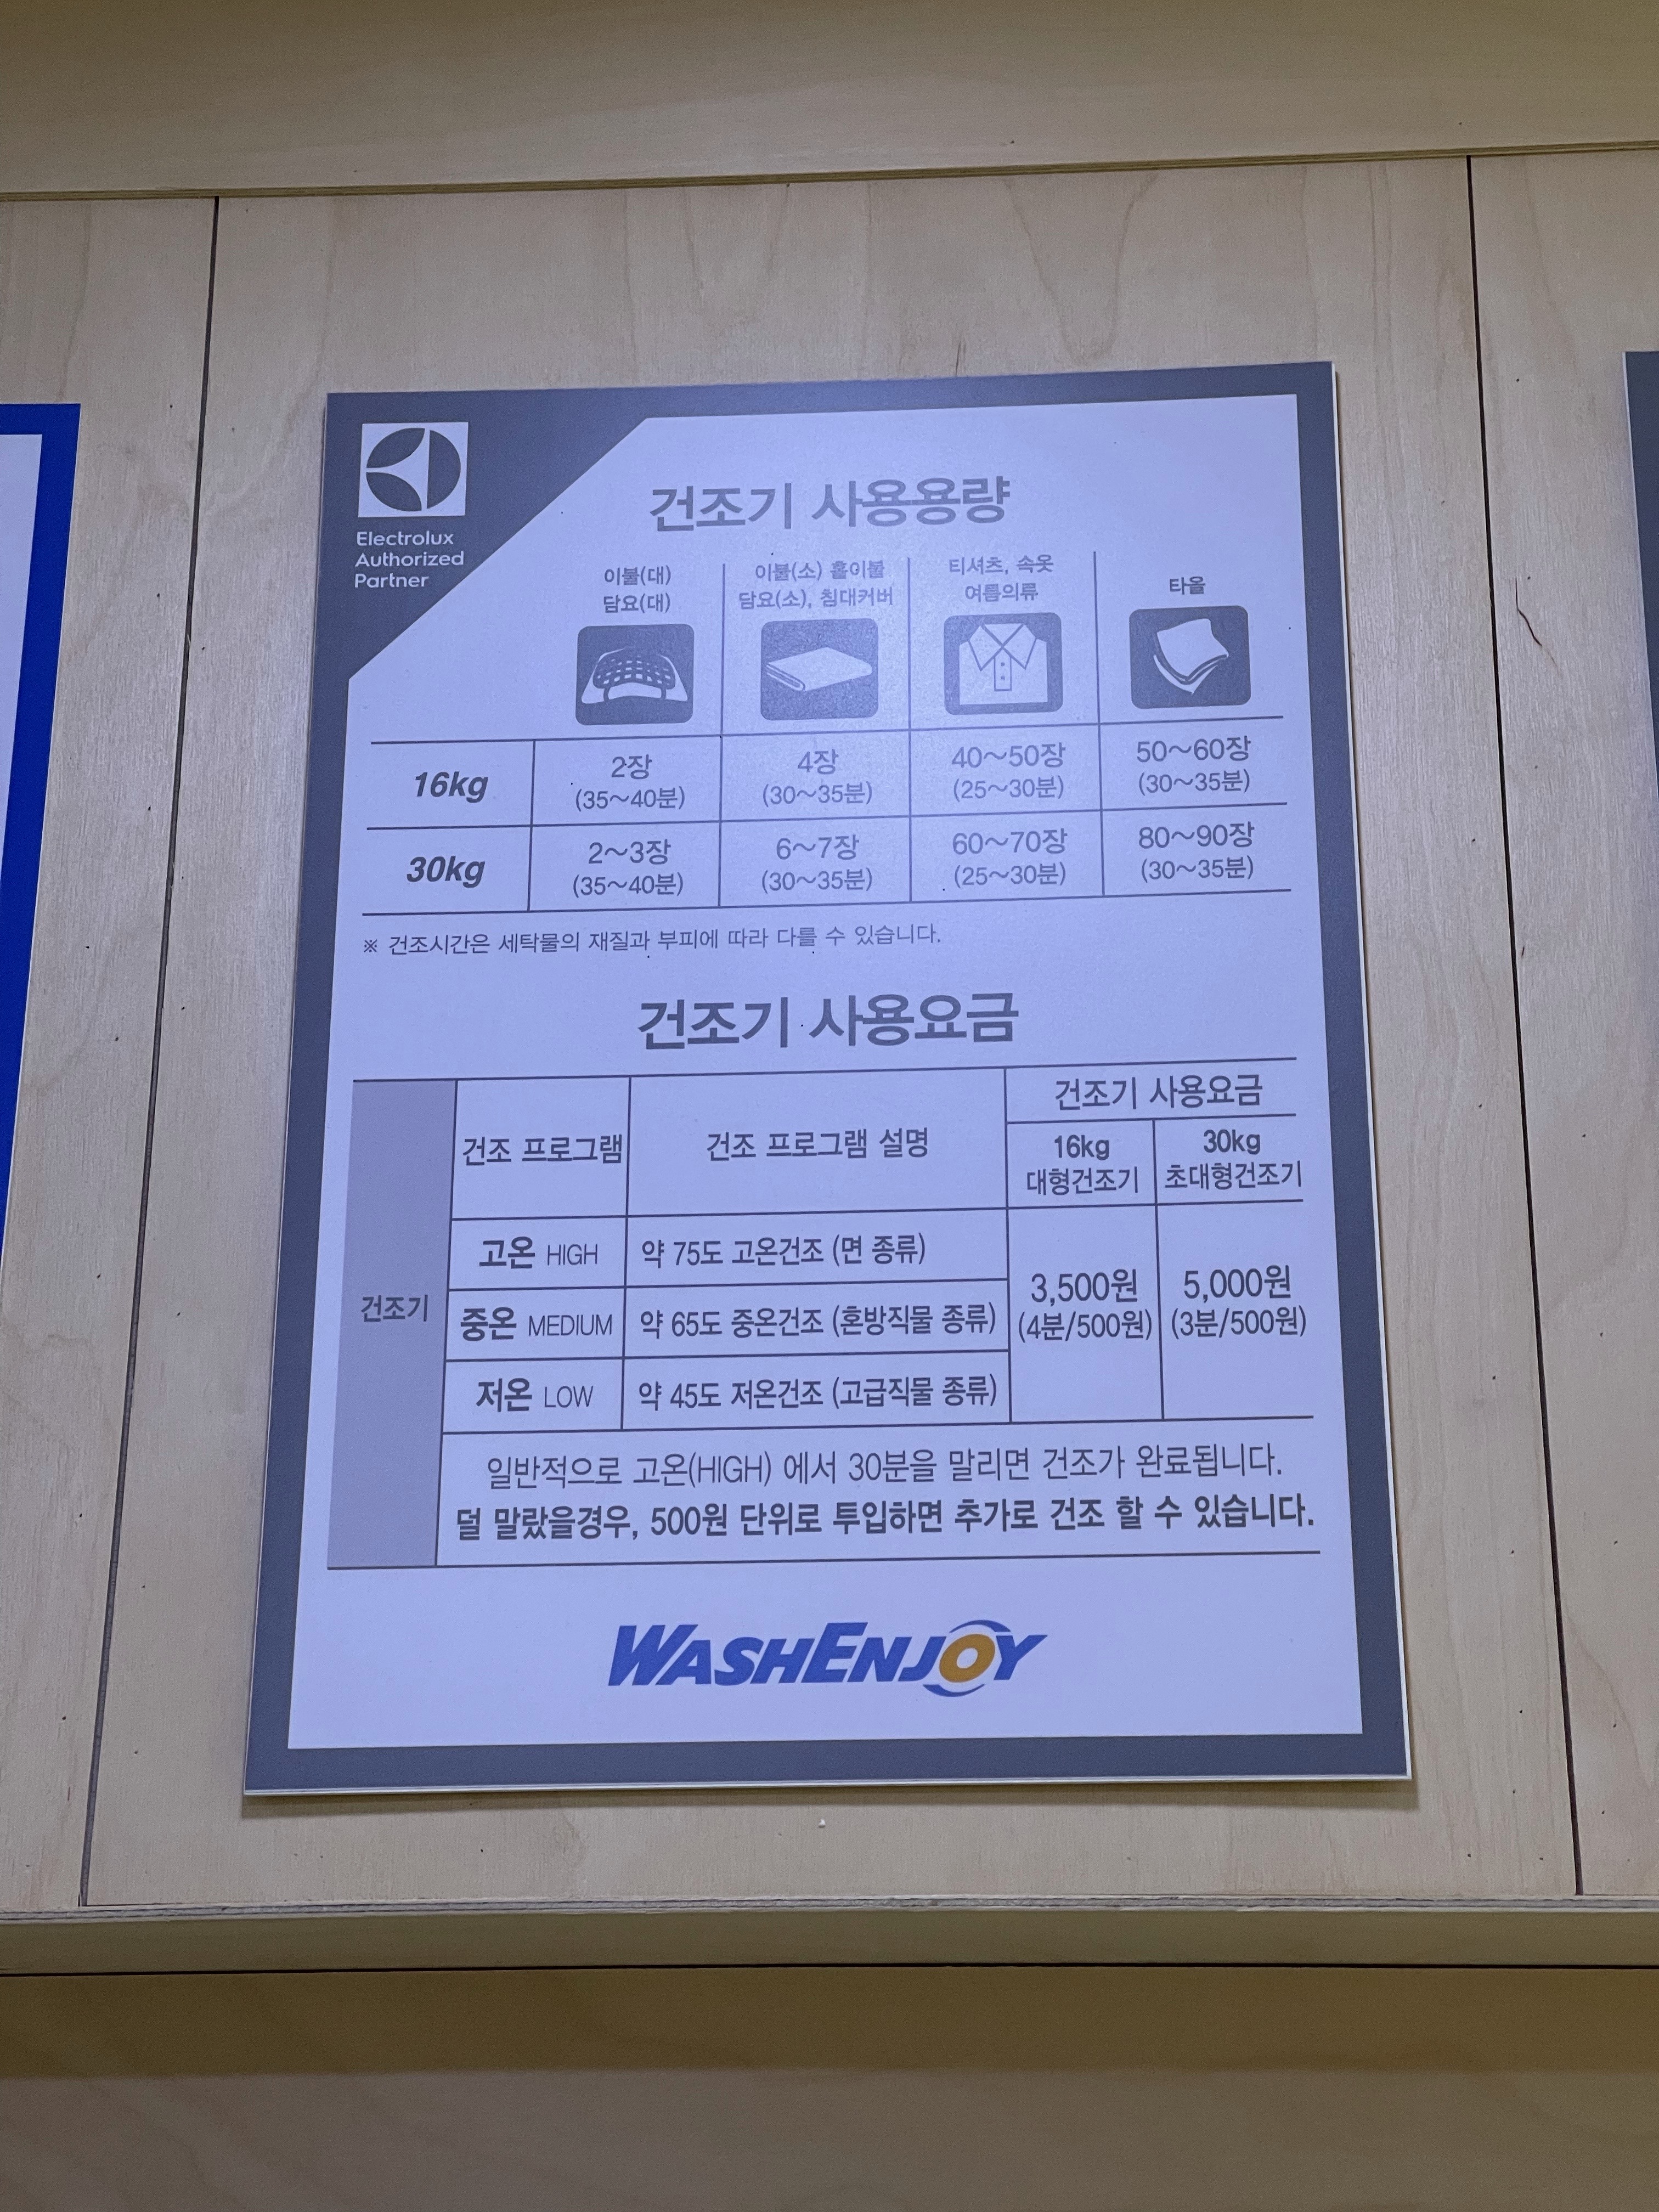 Electrolux
Authorized
Partner
건조기 사용용량
이불(대)
담요(대)
이불(소) 홑이불
담요(소), 침대커버
티셔츠, 속옷
여름의류
타올
16kg
2장
(35~40분)
4장
(30~35분)
40~50장
(25~30분)
50~60장
(30~35분)
30kg
2~3장
(35~40분)
6~7장
(30~35분)
60~70장
(25~30분)
80~90장
(30~35분)
※ 건조시간은 세탁물의 재질과 부피에 따라 다를 수 있습니다.
건조기 사용요금
건조기
건조 프로그램
건조 프로그램 설명
건조기 사용요금
16kg
대형건조기
30kg
초대형건조기
고온 HIGH
약 75도 고온건조 (면 종류)
중온 MEDIUM
약 65도 중온건조 (혼방직물 종류)
저온 LOW
약 45도 저온건조 (고급직물 종류)
3,500원
(4분/500원)
5,000원
(3분/500원)
일반적으로 고온(HIGH) 에서 30분을 말리면 건조가 완료됩니다.
덜 말랐을경우, 500원 단위로 투입하면 추가로 건조 할 수 있습니다.
WASHENJOY